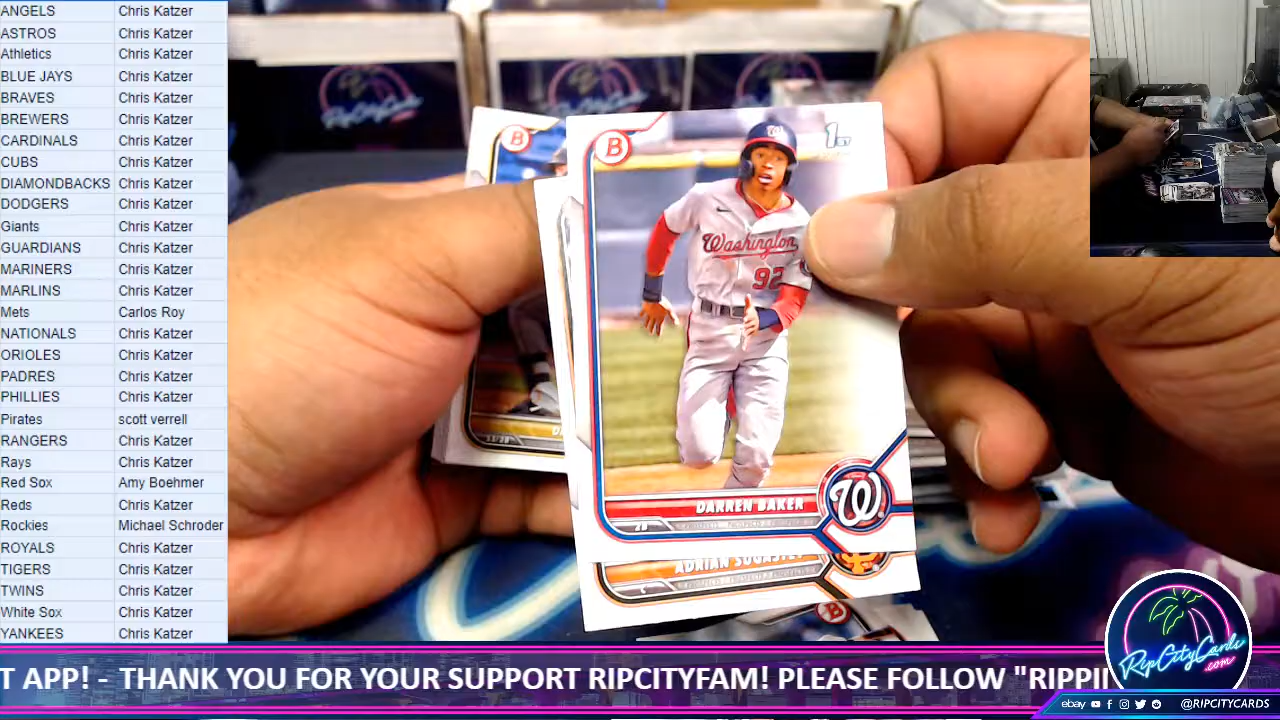 ANGELS Chris Katzer
ASTROS Chris Katzer
Athletics Chris Katzer
BLUE JAYS Chris Katzer
BRAVES Chris Katzer
BREWERS Chris Katzer
CARDINALS Chris Katzer
CUBS Chris Katzer
DIAMONDBACKS Chris Katzer
DODGERS Chris Katzer
Giants Chris Katzer
GUARDIANS Chris Katzer
MARINERS Chris Katzer
MARLINS Chris Katzer
Mets Carlos Roy
NATIONALS Chris Katzer
ORIOLES Chris Katzer
PADRES Chris Katzer
PHILLIES Chris Katzer
Pirates scott verrell
RANGERS Chris Katzer
Rays Chris Katzer
Red Sox Amy Boehmer
Reds Chris Katzer
Rockies Michael Schroder
ROYALS Chris Katzer
TIGERS Chris Katzer
TWINS Chris Katzer
White Sox Chris Katzer
YANKEES Chris Katzer
RipCityCards
B
B
1ST
W
Washington
92
DARREN BAKER
2B
W
ADRIAN
B
T APP! - THANK YOU FOR YOUR SUPPORT RIPCITYFAM! PLEASE FOLLOW "RIPPI
RipCityCards
.com
ebay @RIPCITYCARDS